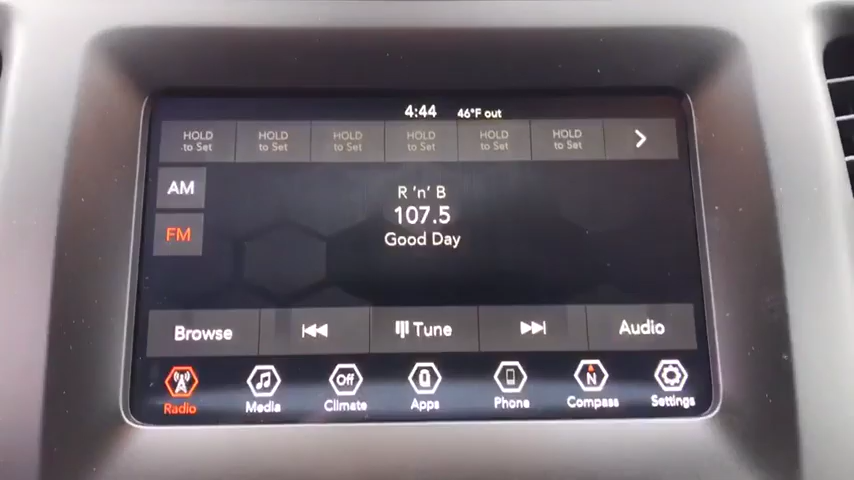 4:44 46°F out
HOLD to Set HOLD to Set HOLD to Set HOLD to Set HOLD to Set HOLD to Set
AM
R 'n' B
107.5
FM
Good Day
Browse Tune Audio
Off N
Radio Media Climate Apps Phone Compass Settings